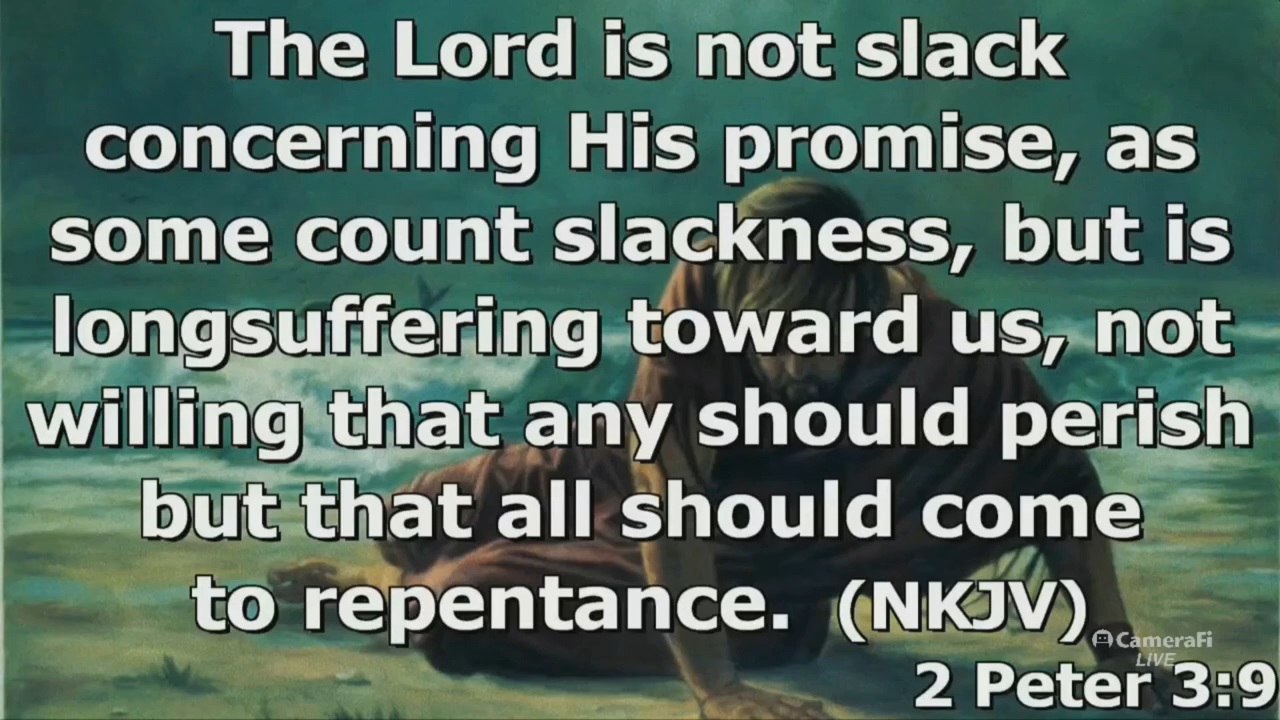 The Lord is not slack
concerning His promise, as
some count slackness, but is
longsuffering toward us, not
willing that any should perish
but that all should come
to repentance. (NKJV)
CameraFi
LIVE
2 Peter 3:9